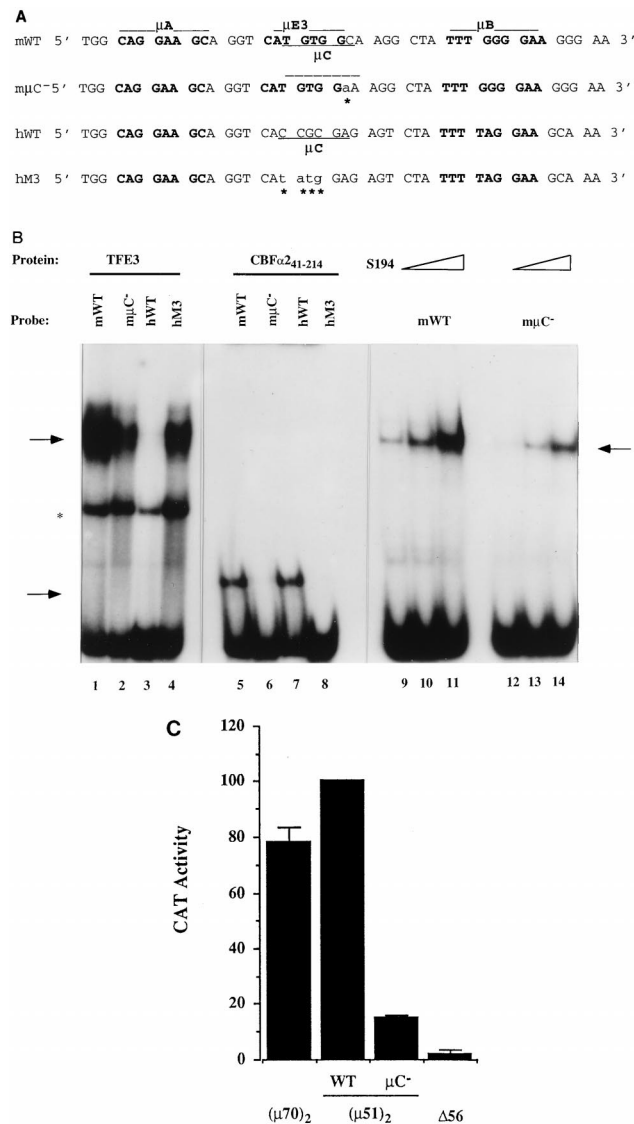 A
μA μE3 μB
mWT 5' TGG CAG GAA GCA GGT CAT GTG GCA AGG CTA TTT GGG GAA GGG AA 3'
μC
mμC⁻5' TGG CAG GAA GCA GGT CAT GTG GaA AGG CTA TTT GGG GAA GGG AA 3'
*
hWT 5' TGG CAG GAA GCA GGT CAC CGC GAG AGT CTA TTT TAG GAA GCA AA 3'
μC
hM3 5' TGG CAG GAA GCA GGT CAt atg GAG AGT CTA TTT TAG GAA GCA AA 3'
* ***
B
Protein: TFE3 CBFα2₄₁₋₂₁₄ S194
Probe: mWT mμC⁻ hWT hM3 mWT mμC⁻ hWT hM3 mWT mμC⁻
*
1 2 3 4 5 6 7 8 9 10 11 12 13 14
C
120
100
80
60
40
20
0
CAT Activity
WT μC⁻
(μ70)₂ (μ51)₂ Δ56